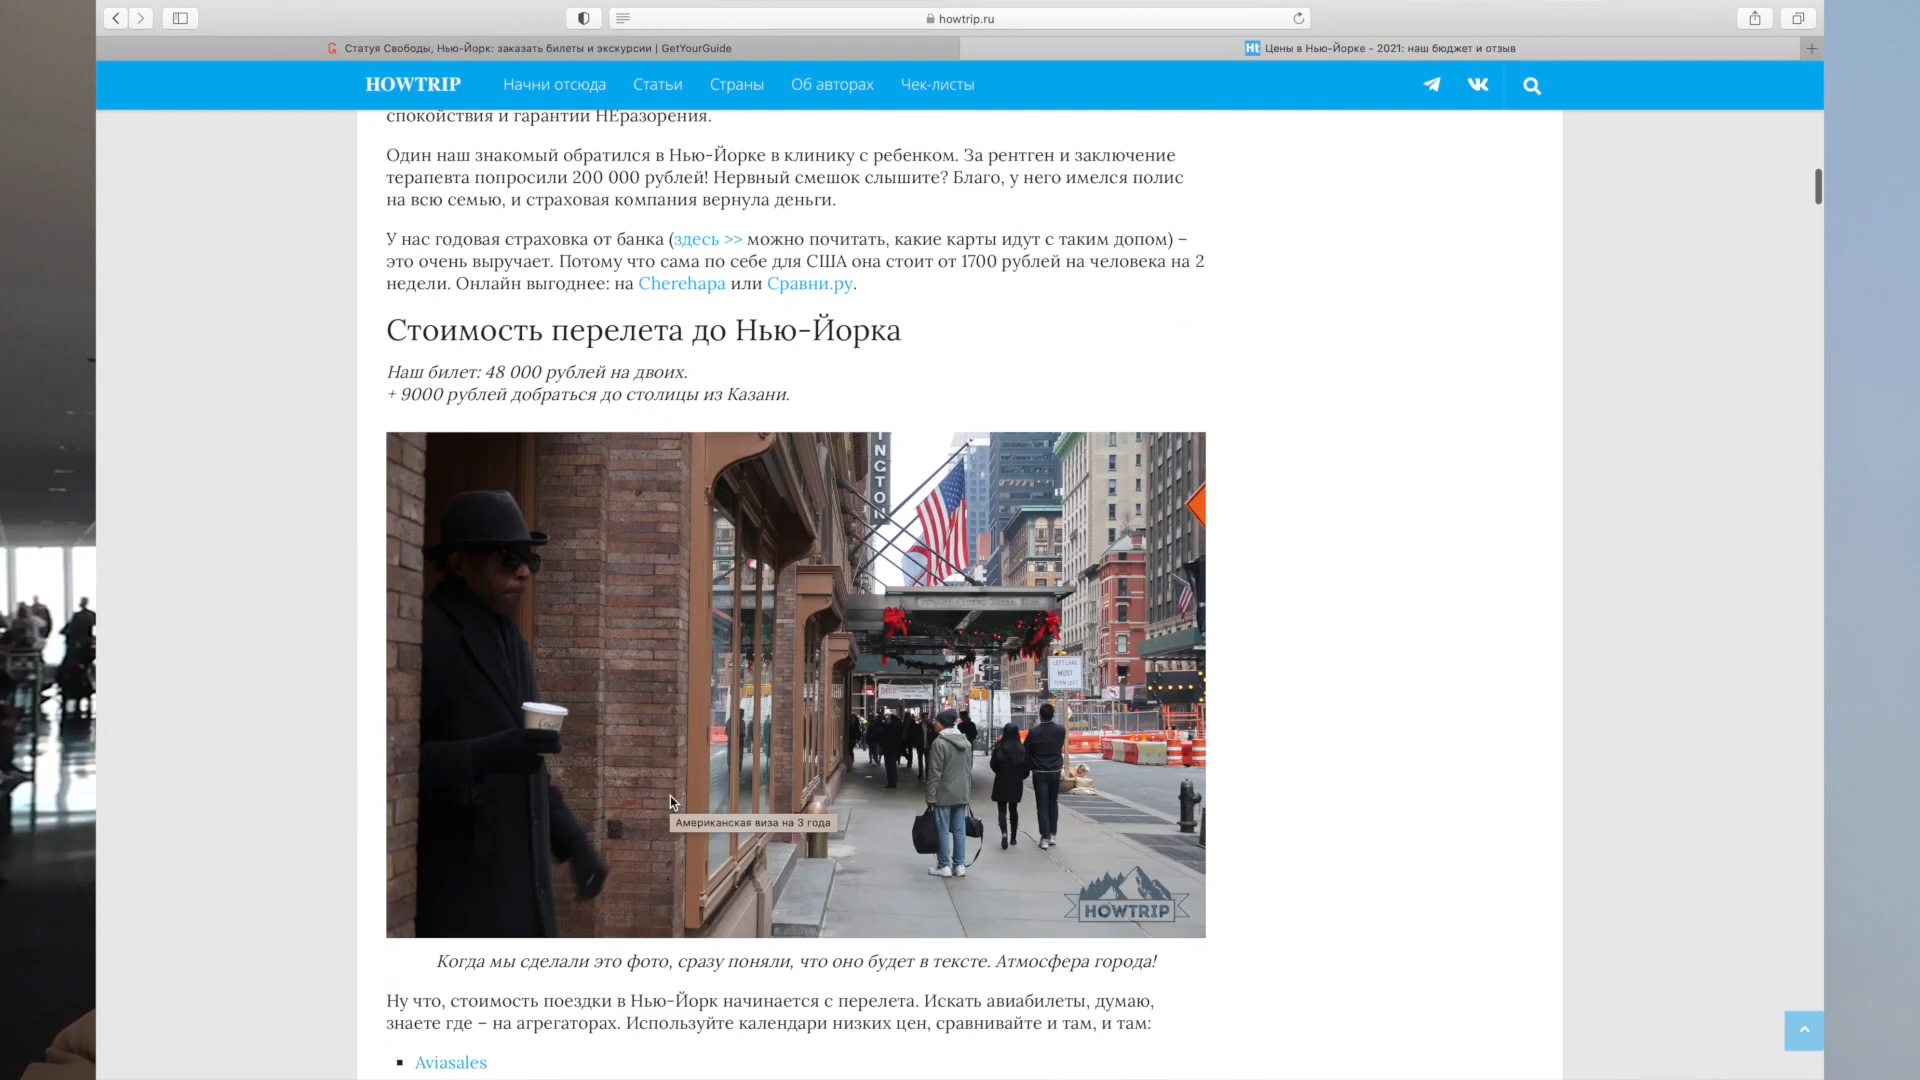 howtrip.ru
Статуя Свободы, Нью-Йорк: заказать билеты и экскурсии | GetYourGuide
Ht Цены в Нью-Йорке - 2021: наш бюджет и отзыв
HOWTRIP Начни отсюда Статьи Страны Об авторах Чек-листы
спокойствия и гарантии НЕразорения.
Один наш знакомый обратился в Нью-Йорке в клинику с ребенком. За рентген и заключение
терапевта попросили 200 000 рублей! Нервный смешок слышите? Благо, у него имелся полис
на всю семью, и страховая компания вернула деньги.
У нас годовая страховка от банка (здесь >> можно почитать, какие карты идут с таким допом) –
это очень выручает. Потому что сама по себе для США она стоит от 1700 рублей на человека на 2
недели. Онлайн выгоднее: на Cherehapa или Сравни.ру.
Стоимость перелета до Нью-Йорка
Наш билет: 48 000 рублей на двоих.
+ 9000 рублей добраться до столицы из Казани.
NGTON
LEFT LANE
MUST
TURN LEFT
Американская виза на 3 года
HOWTRIP
Когда мы сделали это фото, сразу поняли, что оно будет в тексте. Атмосфера города!
Ну что, стоимость поездки в Нью-Йорк начинается с перелета. Искать авиабилеты, думаю,
знаете где – на агрегаторах. Используйте календари низких цен, сравнивайте и там, и там:
Aviasales